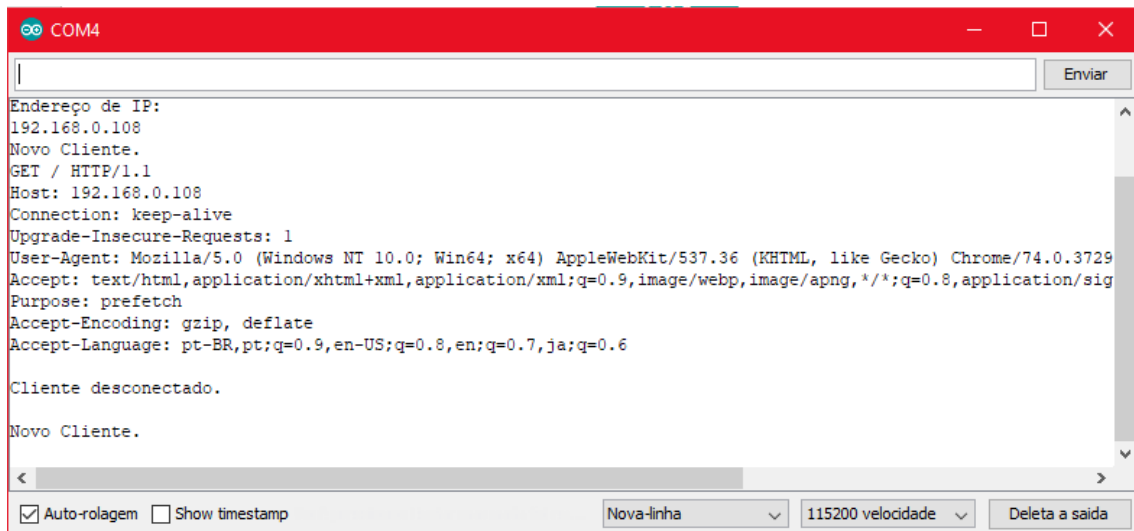 COM4
Enviar
Endereço de IP:
192.168.0.108
Novo Cliente.
GET / HTTP/1.1
Host: 192.168.0.108
Connection: keep-alive
Upgrade-Insecure-Requests: 1
User-Agent: Mozilla/5.0 (Windows NT 10.0; Win64; x64) AppleWebKit/537.36 (KHTML, like Gecko) Chrome/74.0.3729
Accept: text/html,application/xhtml+xml,application/xml;q=0.9,image/webp,image/apng,*/*;q=0.8,application/sig
Purpose: prefetch
Accept-Encoding: gzip, deflate
Accept-Language: pt-BR,pt;q=0.9,en-US;q=0.8,en;q=0.7,ja;q=0.6
Cliente desconectado.
Novo Cliente.
Auto-rolagem Show timestamp Nova-linha 115200 velocidade Deleta a saida